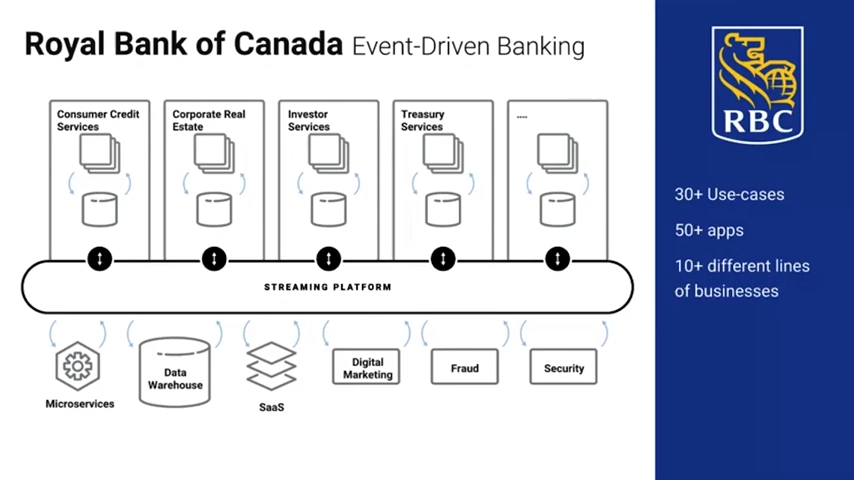 Royal Bank of Canada Event-Driven Banking
RBC
Consumer Credit
Services
Corporate Real
Estate
Investor
Services
Treasury
Services
....
30+ Use-cases
50+ apps
10+ different lines
of businesses
STREAMING PLATFORM
Microservices
Data
Warehouse
SaaS
Digital
Marketing
Fraud
Security